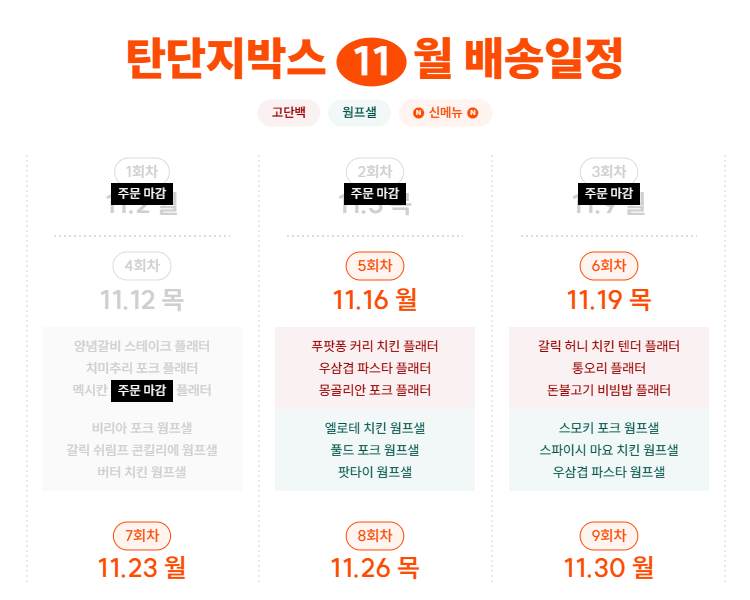 탄단지박스 11월 배송일정
고단백 웜프샐 N 신메뉴 N
1회차
주문 마감
11.2 월
2회차
주문 마감
11.5 목
3회차
주문 마감
11.9 월
4회차
11.12 목
양념갈비 스테이크 플래터
치미추리 포크 플래터
멕시칸 주문 마감 플래터
비리아 포크 웜프샐
갈릭 쉬림프 콘킬리에 웜프샐
버터 치킨 웜프샐
5회차
11.16 월
푸팟퐁 커리 치킨 플래터
우삼겹 파스타 플래터
몽골리안 포크 플래터
엘로테 치킨 웜프샐
풀드 포크 웜프샐
팟타이 웜프샐
6회차
11.19 목
갈릭 허니 치킨 텐더 플래터
통오리 플래터
돈불고기 비빔밥 플래터
스모키 포크 웜프샐
스파이시 마요 치킨 웜프샐
우삼겹 파스타 웜프샐
7회차
11.23 월
8회차
11.26 목
9회차
11.30 월